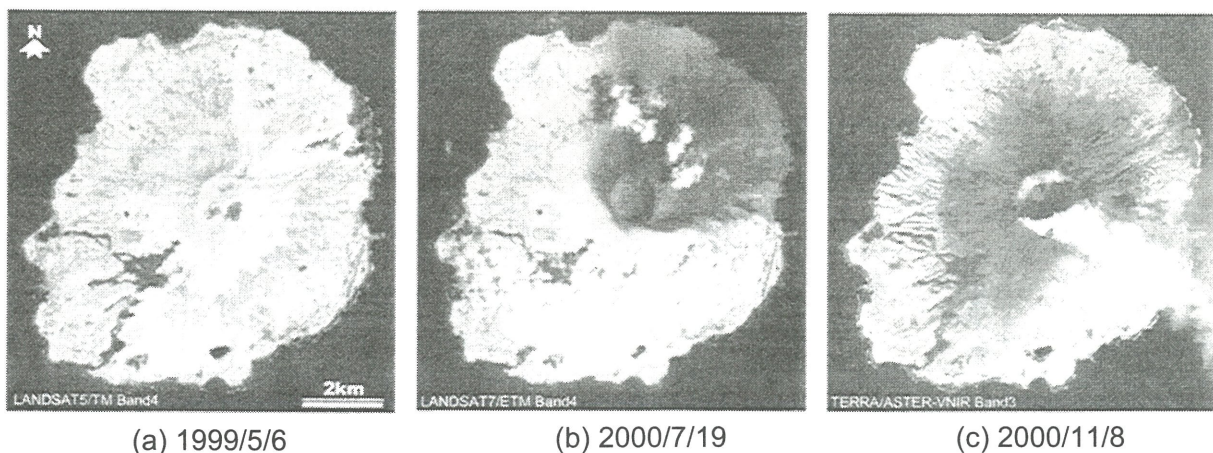 N
2km
LANDSAT5/TM Band4
LANDSAT7/ETM Band4
TERRA/ASTER-VNIR Band3
(a) 1999/5/6
(b) 2000/7/19
(c) 2000/11/8